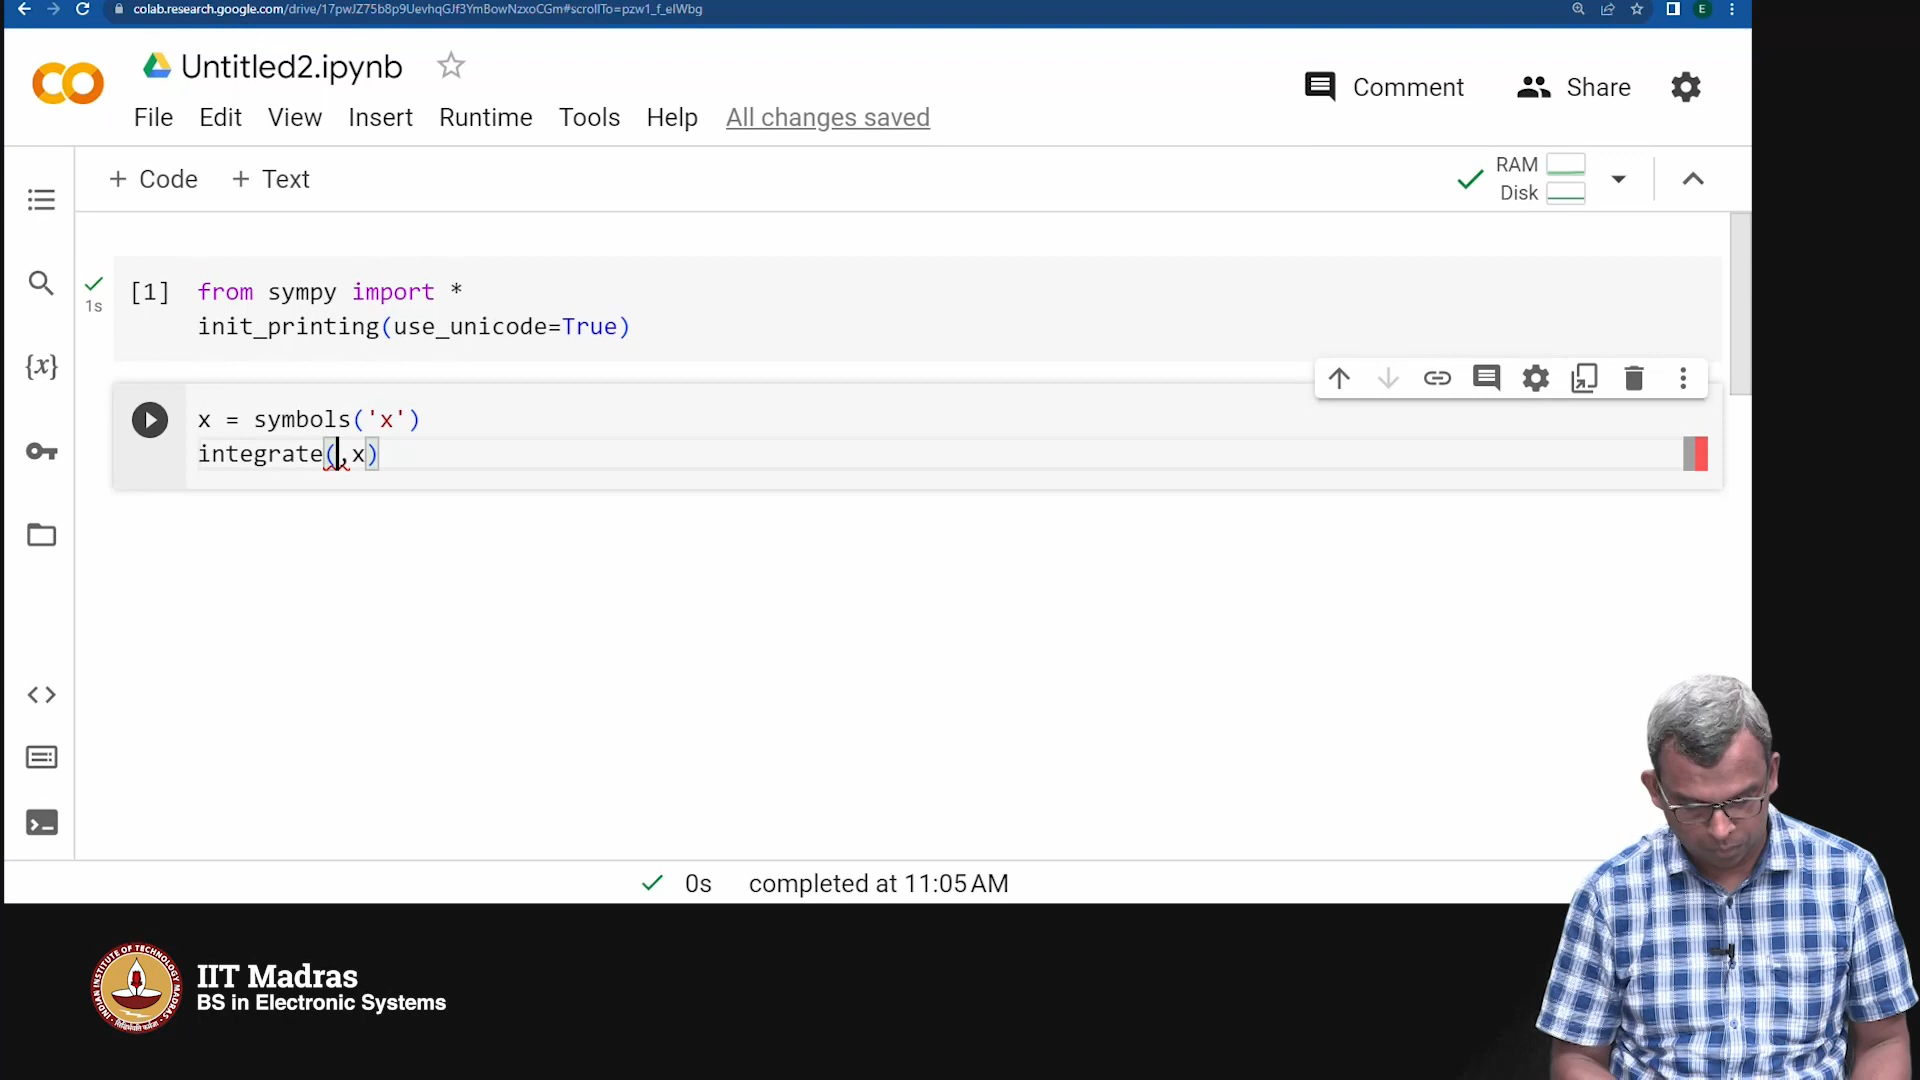 colab.research.google.com/drive/17pwJZ75b8p9UevhqGJf3YmBowNzxoCGm#scrollTo=pzw1_f_eIWbg
E
CO
Untitled2.ipynb
Comment
Share
File Edit View Insert Runtime Tools Help All changes saved
+ Code + Text
RAM
Disk
[1] from sympy import *
1s
init_printing(use_unicode=True)
{x}
x = symbols('x')
integrate(,x)
0s completed at 11:05 AM
IIT Madras
BS in Electronic Systems